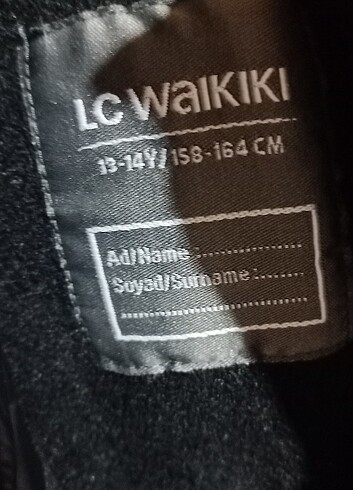 LC WaIKIKI
13-14Y/158-164 CM
Ad/Name :..................
Soyad/Surname :........
................................